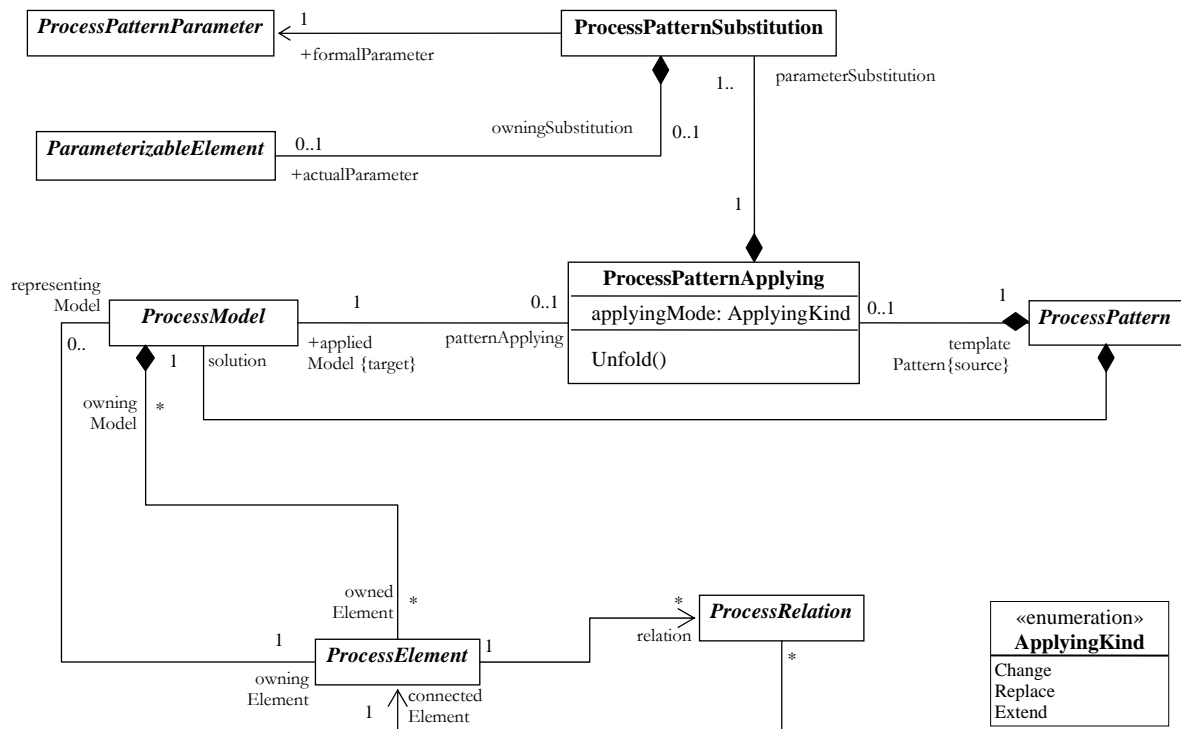 ProcessPatternParameter
1
+formalParameter
ProcessPatternSubstitution
1..
parameterSubstitution
owningSubstitution
0..1
ParameterizableElement
0..1
+actualParameter
1
representing
Model
0..
ProcessModel
1
+applied
Model {target}
0..1
patternApplying
ProcessPatternApplying
applyingMode: ApplyingKind
Unfold()
0..1
1
template
Pattern{source}
ProcessPattern
1
solution
owning
Model
*
owned
Element
*
1
owning
Element
ProcessElement
1
*
relation
ProcessRelation
*
1
connected
Element
«enumeration»
ApplyingKind
Change
Replace
Extend